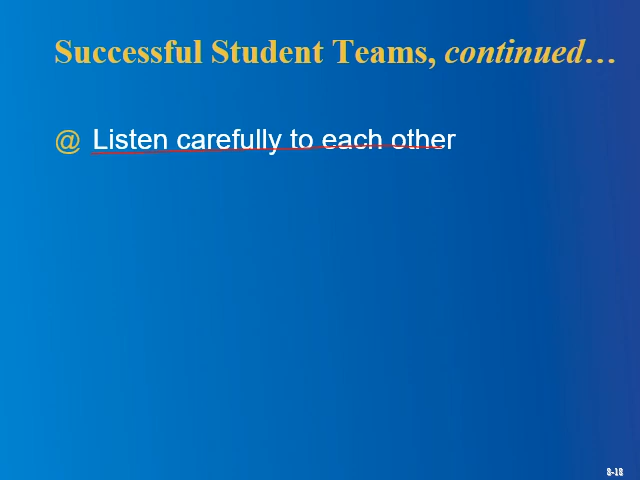 Successful Student Teams, continued…
@ Listen carefully to each other
8-18